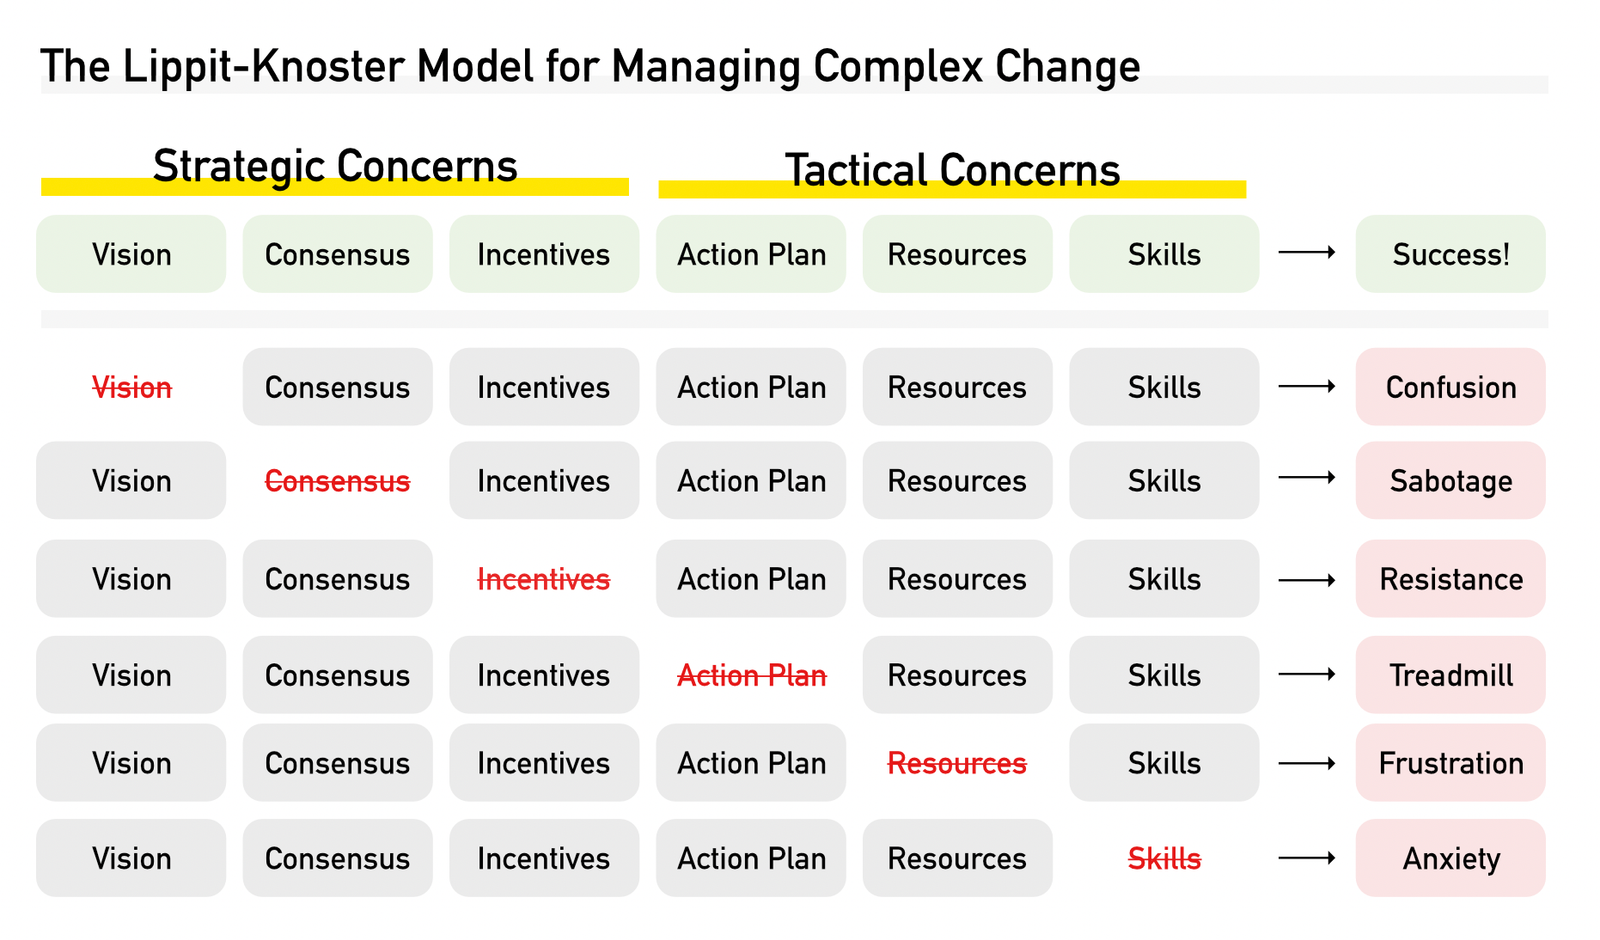 The Lippit-Knoster Model for Managing Complex Change
Strategic Concerns Tactical Concerns
Vision Consensus Incentives Action Plan Resources Skills Success!
Vision Consensus Incentives Action Plan Resources Skills Confusion
Vision Consensus Incentives Action Plan Resources Skills Sabotage
Vision Consensus Incentives Action Plan Resources Skills Resistance
Vision Consensus Incentives Action Plan Resources Skills Treadmill
Vision Consensus Incentives Action Plan Resources Skills Frustration
Vision Consensus Incentives Action Plan Resources Skills Anxiety